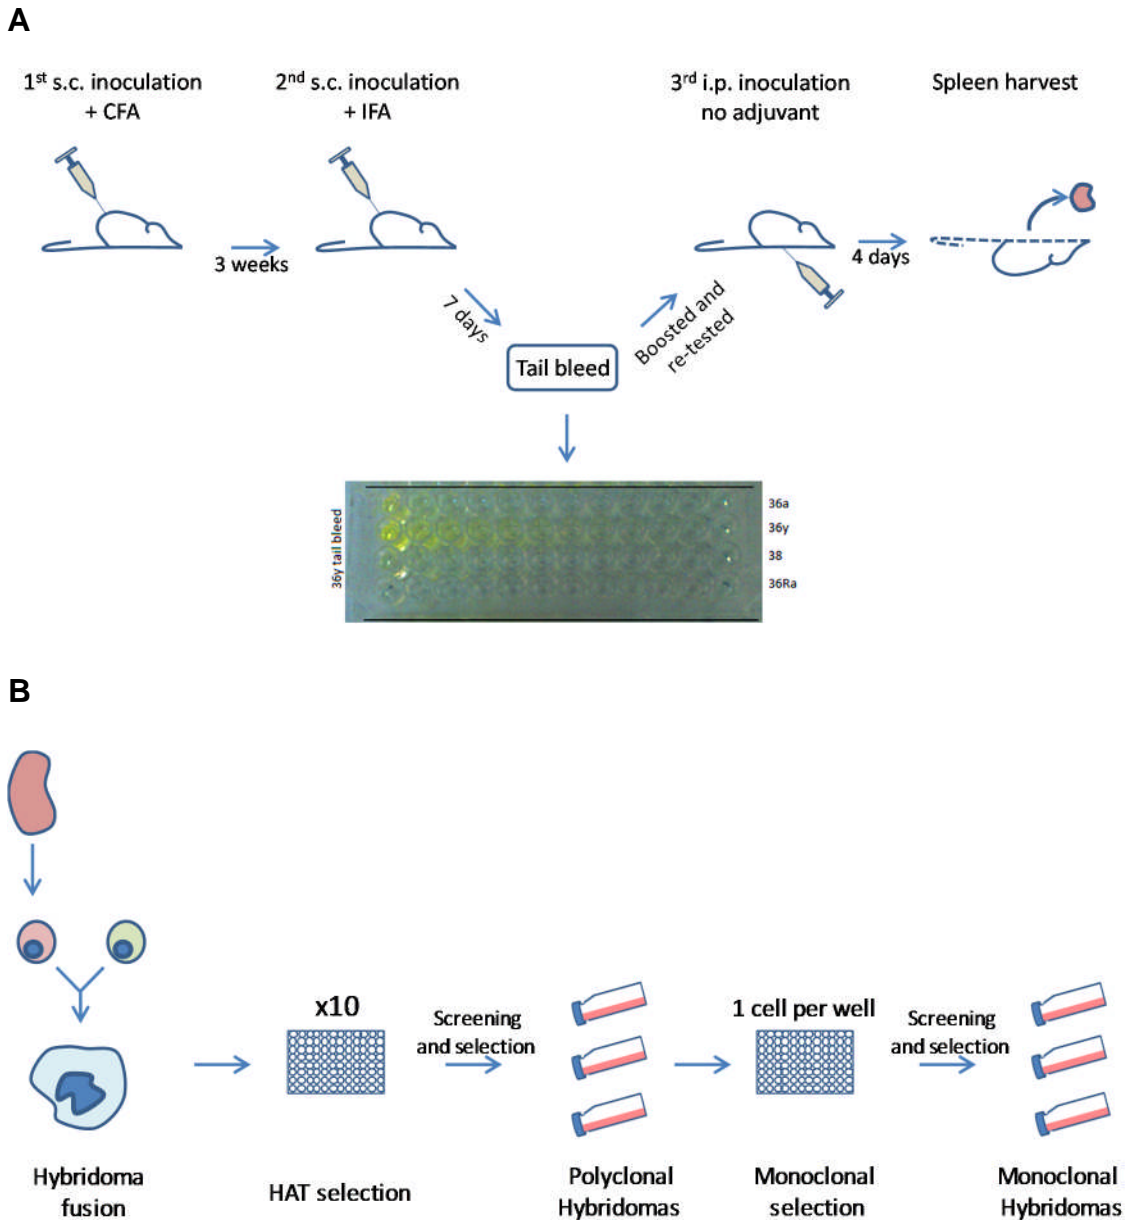 A
1st s.c. inoculation
+ CFA
2nd s.c. inoculation
+ IFA
3rd i.p. inoculation
no adjuvant
Spleen harvest
3 weeks
4 days
7 days
Boosted and
re-tested
Tail bleed
36y tail bleed
36a
36y
38
36Ra
B
x10
Screening
and selection
1 cell per well
Screening
and selection
Hybridoma
fusion
HAT selection
Polyclonal
Hybridomas
Monoclonal
selection
Monoclonal
Hybridomas